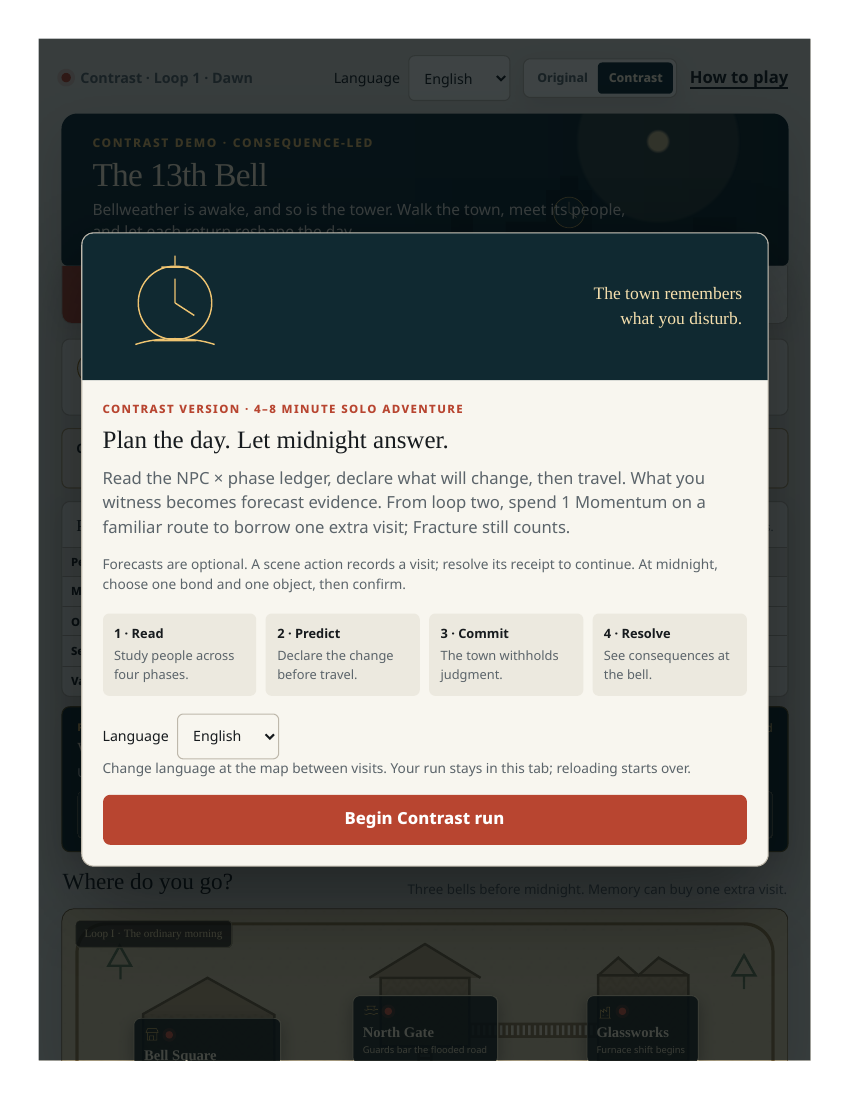 Contrast · Loop 1 · Dawn
Language
English
Original
Contrast
How to play
CONTRAST DEMO · CONSEQUENCE-LED
The 13th Bell
Bellweather is awake, and so is the tower. Walk the town, meet its people,
and let each return reshape the day.
The town remembers
what you disturb.
CONTRAST VERSION · 4–8 MINUTE SOLO ADVENTURE
Plan the day. Let midnight answer.
Read the NPC × phase ledger, declare what will change, then travel. What you
witness becomes forecast evidence. From loop two, spend 1 Momentum on a
familiar route to borrow one extra visit; Fracture still counts.
Forecasts are optional. A scene action records a visit; resolve its receipt to continue. At midnight,
choose one bond and one object, then confirm.
1 · Read
Study people across
four phases.
2 · Predict
Declare the change
before travel.
3 · Commit
The town withholds
judgment.
4 · Resolve
See consequences at
the bell.
Language
English
Change language at the map between visits. Your run stays in this tab; reloading starts over.
Begin Contrast run
Where do you go?
Three bells before midnight. Memory can buy one extra visit.
Loop I · The ordinary morning
North Gate
Guards bar the flooded road
Glassworks
Furnace shift begins
Bell Square